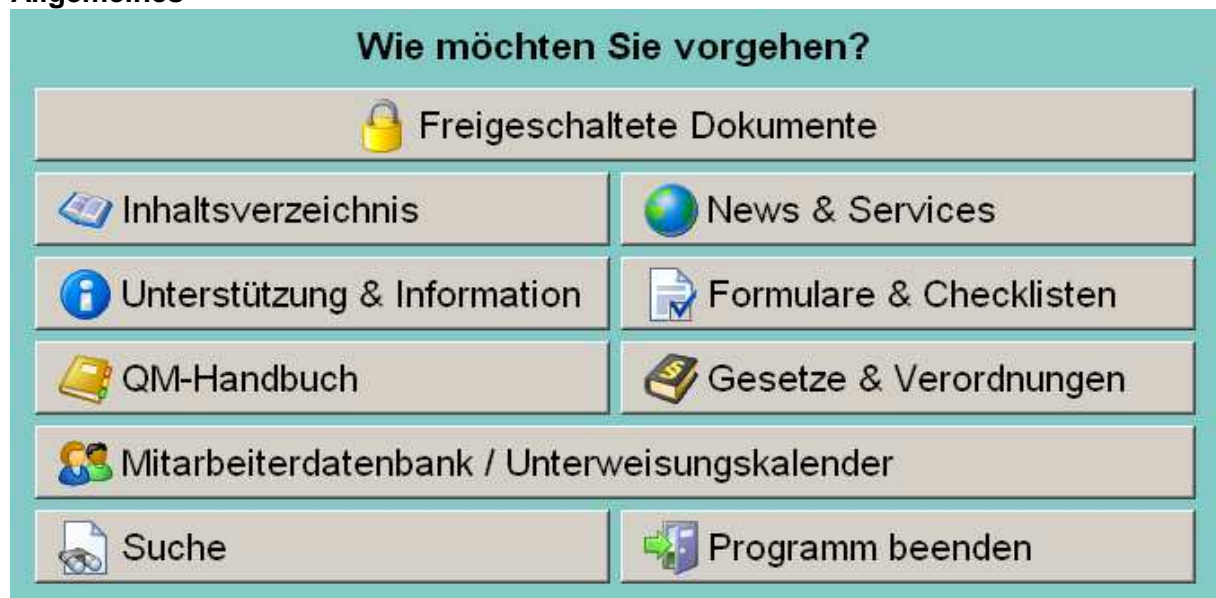 Allgemeines
Wie möchten Sie vorgehen?
Freigeschaltete Dokumente
Inhaltsverzeichnis
News & Services
Unterstützung & Information
Formulare & Checklisten
QM-Handbuch
Gesetze & Verordnungen
Mitarbeiterdatenbank / Unterweisungskalender
Suche
Programm beenden